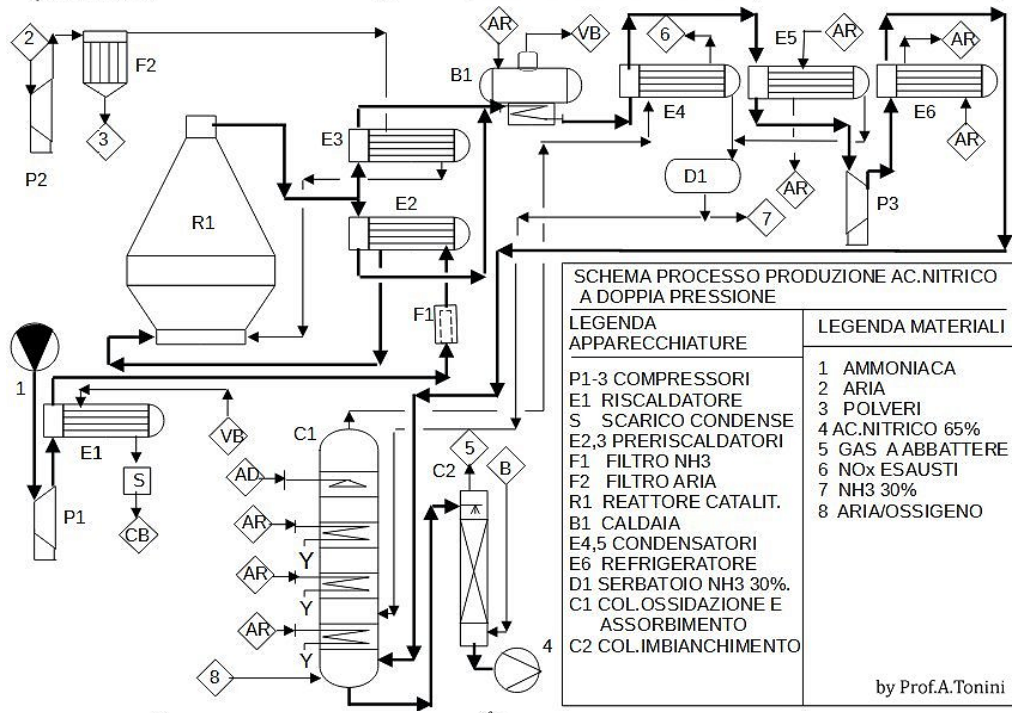 2
F2
3
P2
R1
E3
E2
F1
AR
VB
B1
6
E4
E5
AR
AR
E6
AR
AR
D1
7
P3
1
E1
VB
S
CB
P1
C1
AD
AR
Y
AR
Y
AR
Y
8
5
B
C2
4
SCHEMA PROCESSO PRODUZIONE AC.NITRICO
A DOPPIA PRESSIONE
LEGENDA
APPARECCHIATURE
P1-3 COMPRESSORI
E1 RISCALDATORE
S SCARICO CONDENSE
E2,3 PRERISCALDATORI
F1 FILTRO NH3
F2 FILTRO ARIA
R1 REATTORE CATALIT.
B1 CALDAIA
E4,5 CONDENSATORI
E6 REFRIGERATORE
D1 SERBATOIO NH3 30%.
C1 COL.OSSIDAZIONE E
ASSORBIMENTO
C2 COL.IMBIANCHIMENTO
LEGENDA MATERIALI
1 AMMONIACA
2 ARIA
3 POLVERI
4 AC.NITRICO 65%
5 GAS A ABBATTERE
6 NOx ESAUSTI
7 NH3 30%
8 ARIA/OSSIGENO
by Prof.A.Tonini